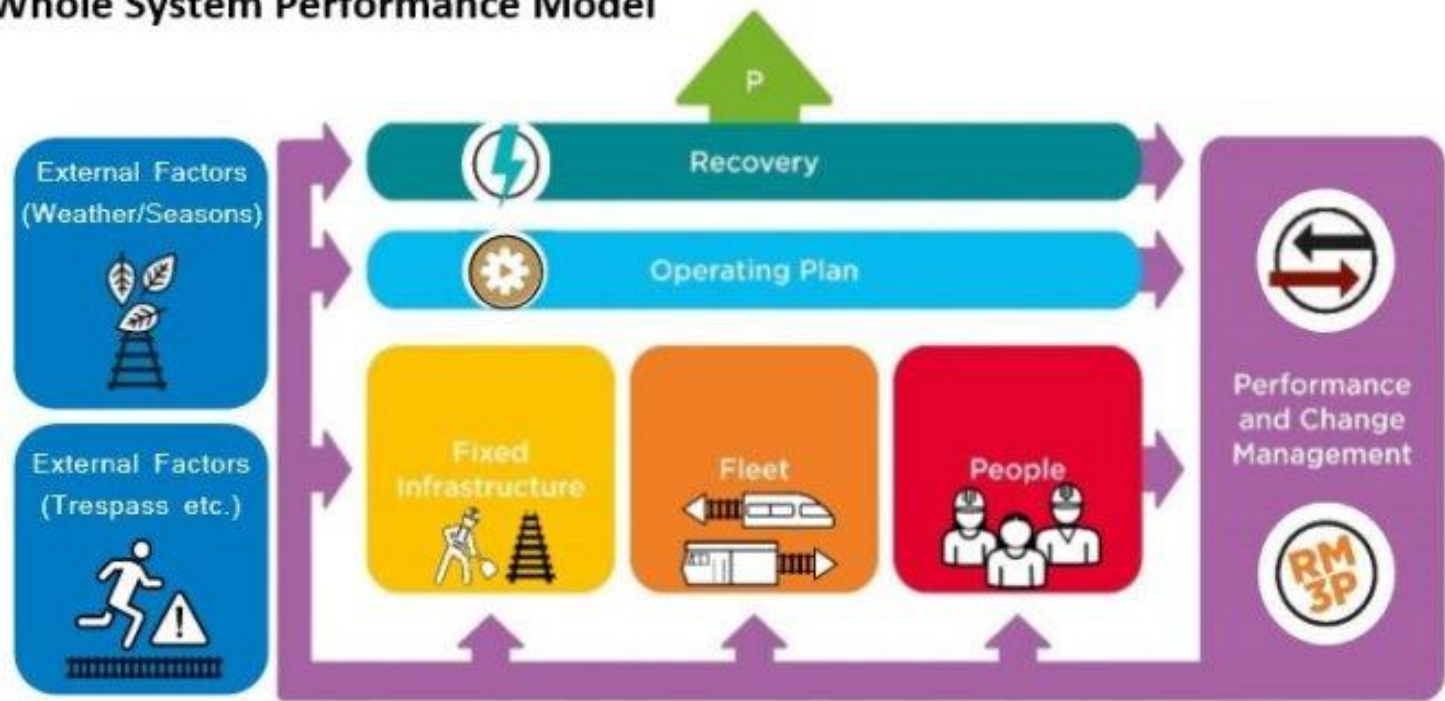 Whole System Performance Model
P
External Factors
(Weather/Seasons)
Recovery
Operating Plan
External Factors
(Trespass etc.)
Fixed
Infrastructure
Fleet
People
Performance
and Change
Management
RM
3P